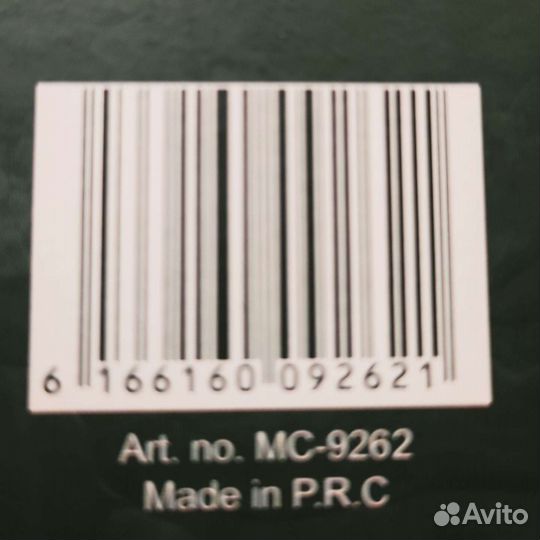 6 166160 092621
Art. no. MC-9262
Made in P.R.C
Avito